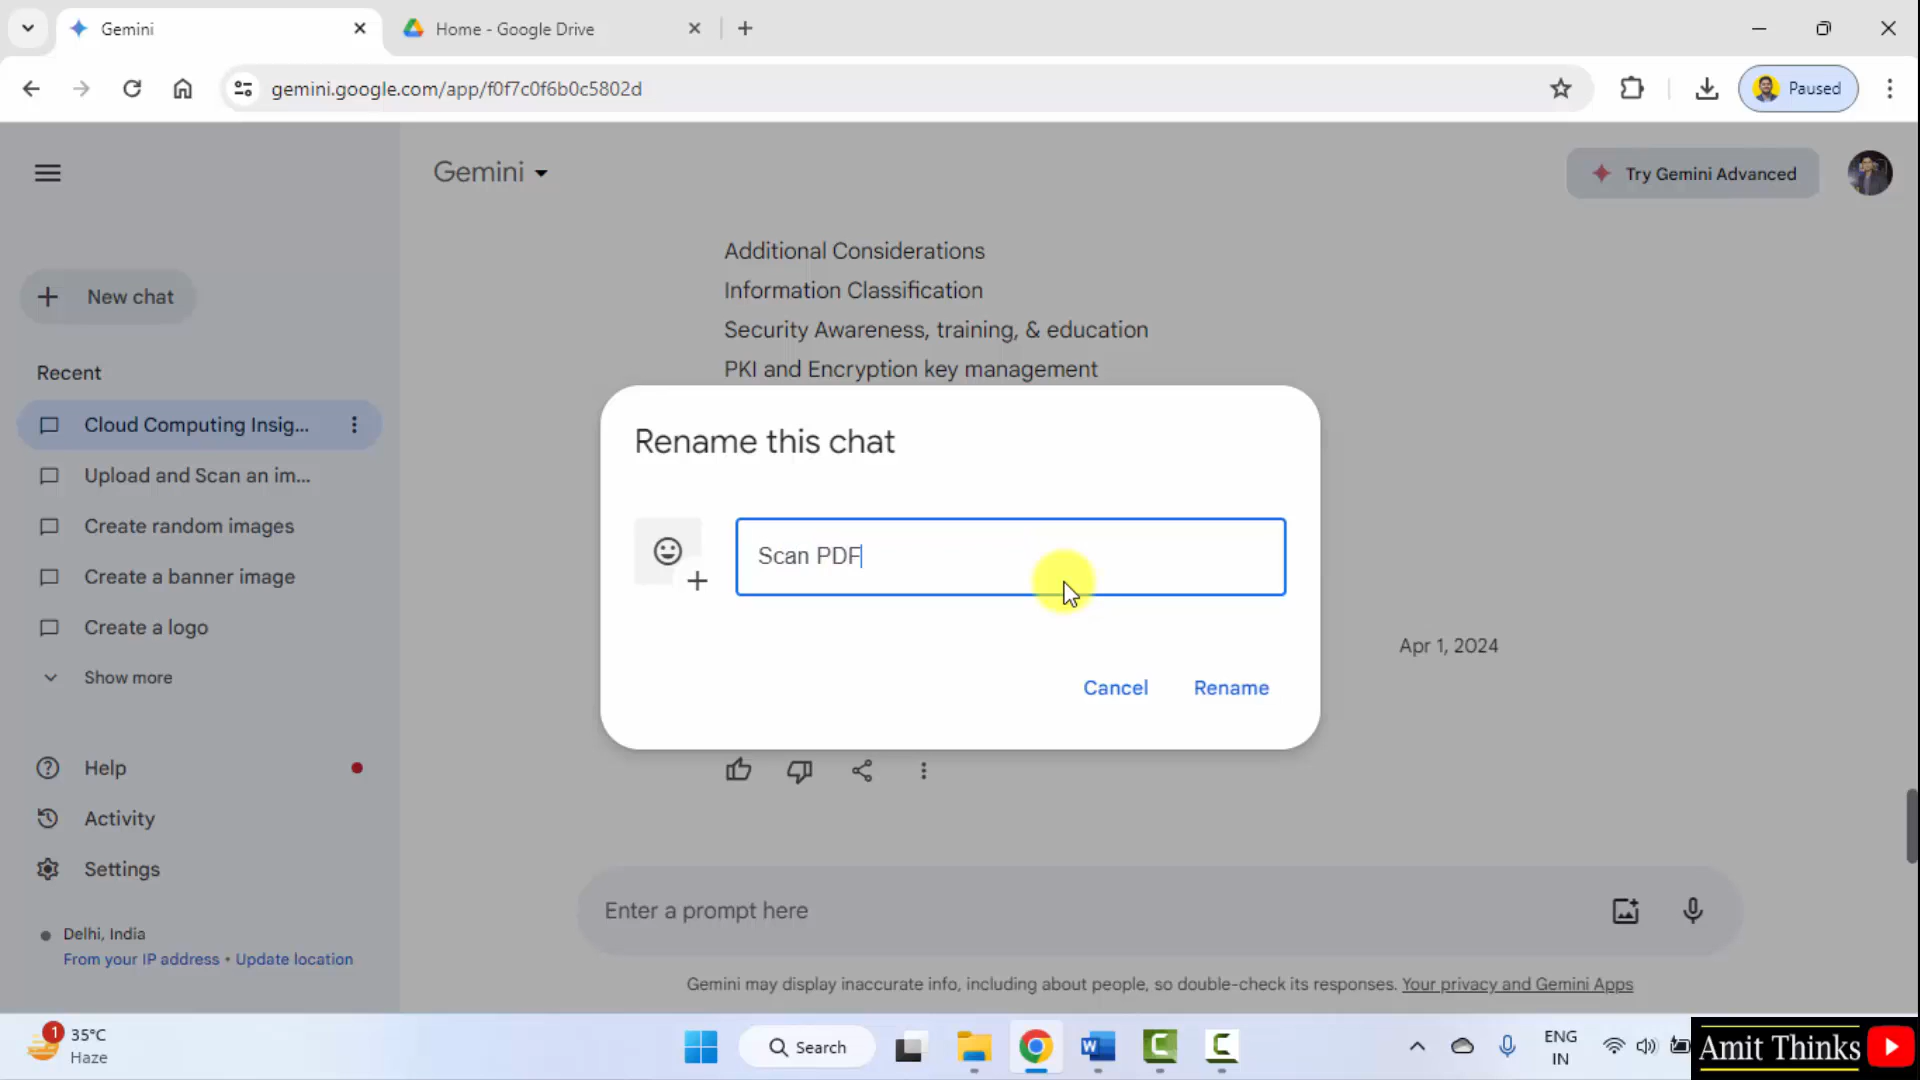 Gemini
Home - Google Drive
gemini.google.com/app/f0f7c0f6b0c5802d
Paused
Gemini
Try Gemini Advanced
New chat
Recent
Cloud Computing Insig...
Upload and Scan an im...
Create random images
Create a banner image
Create a logo
Show more
Help
Activity
Settings
Delhi, India
From your IP address • Update location
Additional Considerations
Information Classification
Security Awareness, training, & education
PKI and Encryption key management
Rename this chat
Scan PDF
Cancel
Rename
Apr 1, 2024
Enter a prompt here
Gemini may display inaccurate info, including about people, so double-check its responses. Your privacy and Gemini Apps
1
35°C
Haze
Search
W
ENG
IN
Amit Thinks